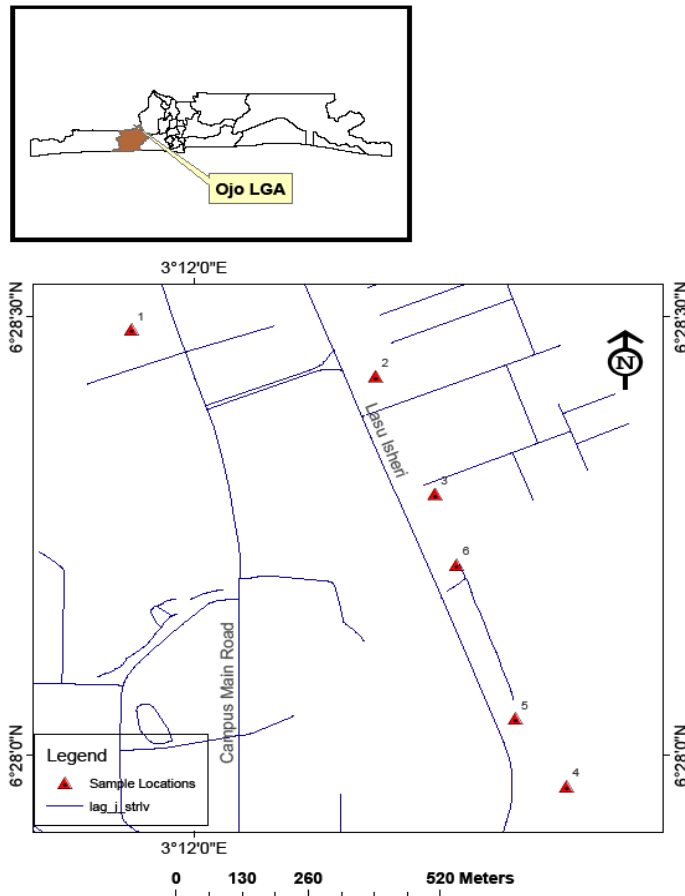 Ojo LGA
3°12'0"E
6°28'30"N
6°28'30"N
1
N
2
Lasu Isheri
3
6
Campus Main Road
5
6°28'0"N
6°28'0"N
4
Legend
Sample Locations
lag_j_strlv
3°12'0"E
0 130 260 520 Meters